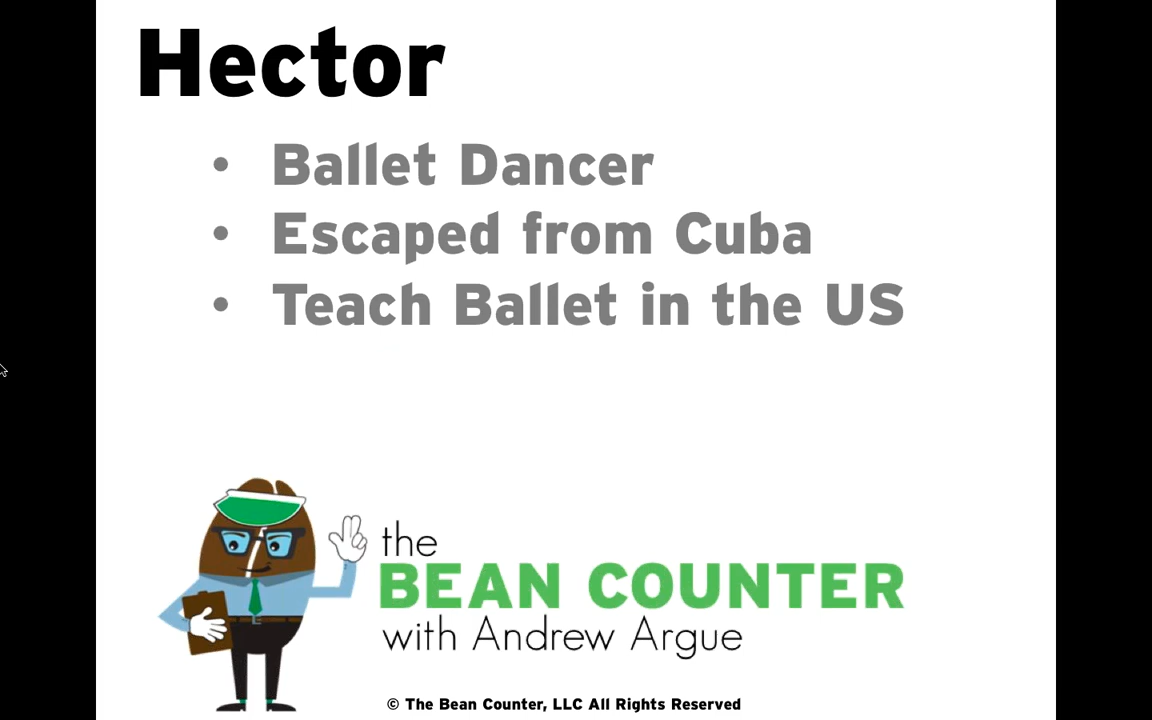 Hector
• Ballet Dancer
• Escaped from Cuba
• Teach Ballet in the US
the
BEAN COUNTER
with Andrew Argue
© The Bean Counter, LLC All Rights Reserved